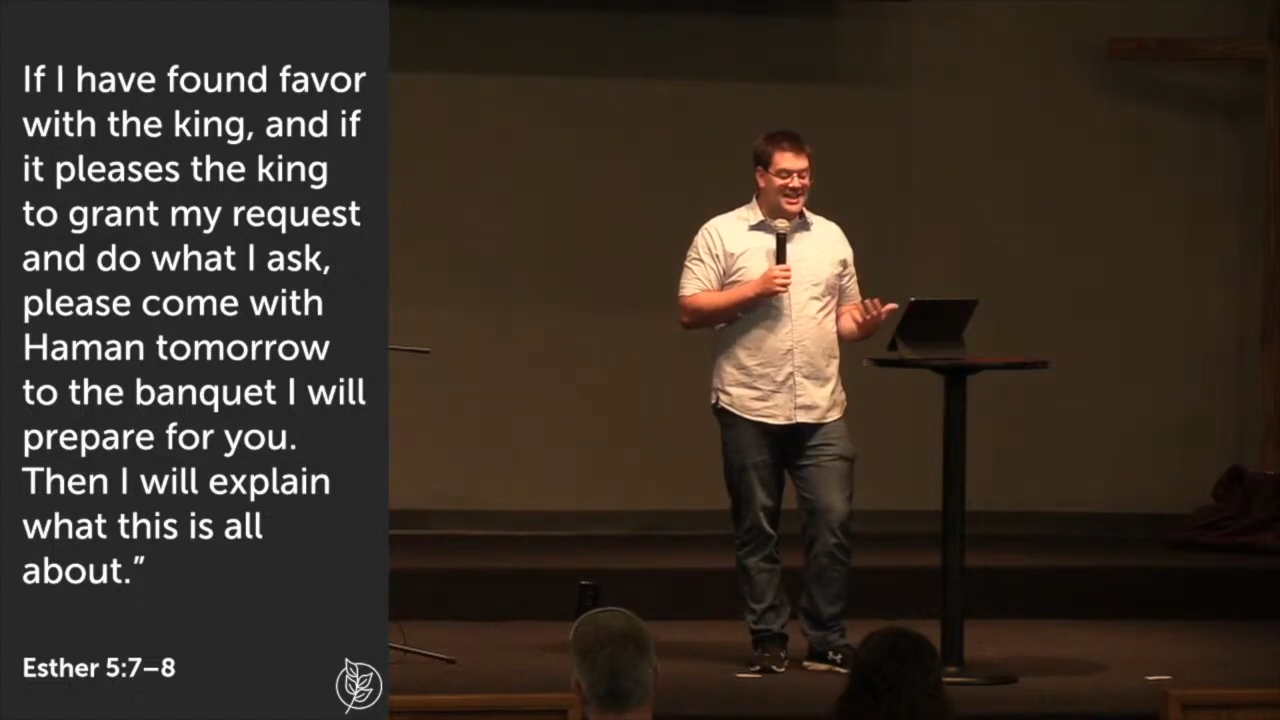 If I have found favor
with the king, and if
it pleases the king
to grant my request
and do what I ask,
please come with
Haman tomorrow
to the banquet I will
prepare for you.
Then I will explain
what this is all
about.”
Esther 5:7–8